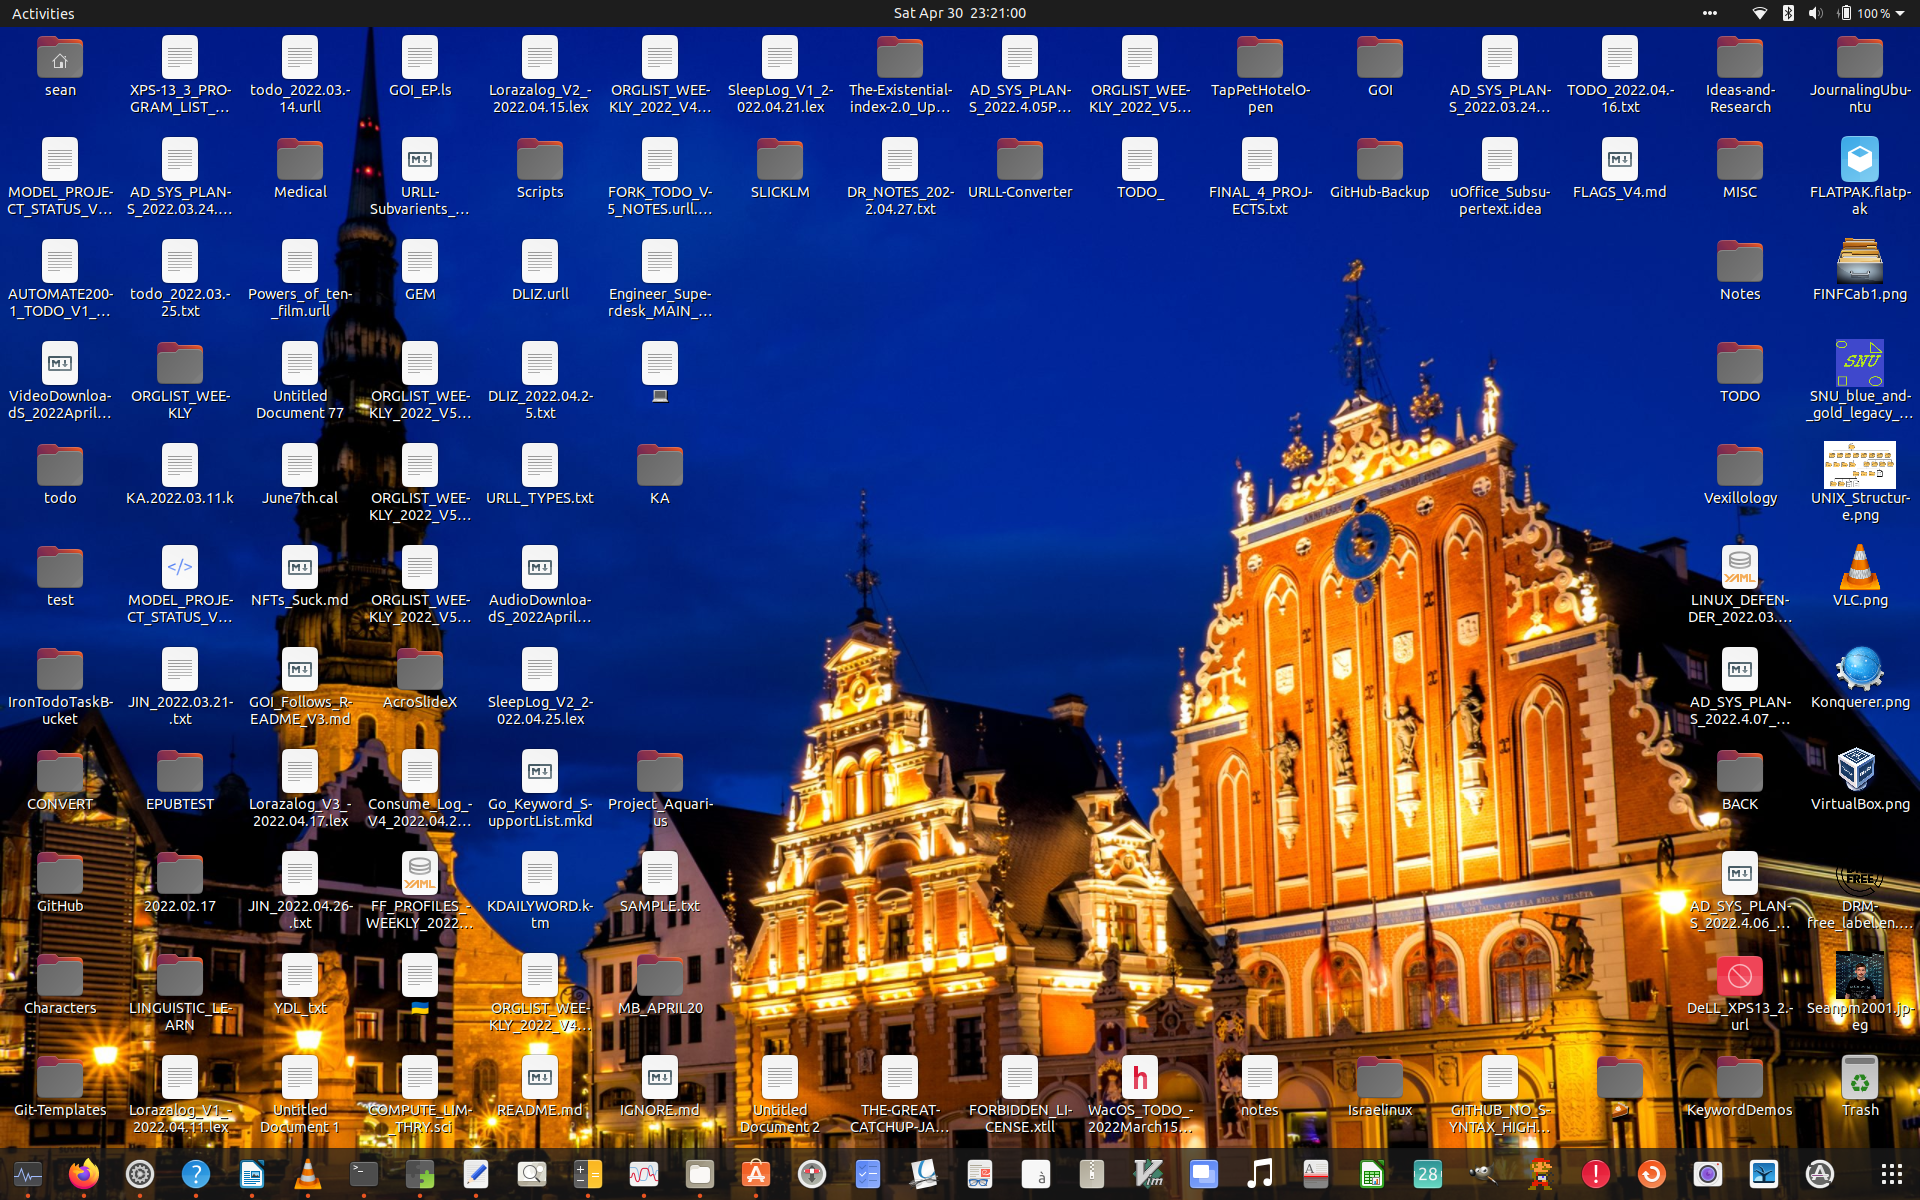 Activities
Sat Apr 30 23:21:00
100 %
sean
XPS-13_3_PRO-
GRAM_LIST_...
todo_2022.03.-
14.urll
GOI_EP.ls
Lorazalog_V2_-
2022.04.15.lex
ORGLIST_WEE-
KLY_2022_V4...
SleepLog_V1_2-
022.04.21.lex
The-Existential-
index-2.0_Up...
AD_SYS_PLAN-
S_2022.4.05P...
ORGLIST_WEE-
KLY_2022_V5...
TapPetHotelO-
pen
GOI
AD_SYS_PLAN-
S_2022.03.24...
TODO_2022.04.-
16.txt
Ideas-and-
Research
JournalingUbu-
ntu
MODEL_PROJE-
CT_STATUS_V...
AD_SYS_PLAN-
S_2022.03.24....
Medical
URLL-
Subvarients_...
Scripts
FORK_TODO_V-
5_NOTES.urll....
SLICKLM
DR_NOTES_202-
2.04.27.txt
URLL-Converter
TODO_
FINAL_4_PROJ-
ECTS.txt
GitHub-Backup
uOffice_Subsu-
pertext.idea
FLAGS_V4.md
MISC
FLATPAK.flatp-
ak
AUTOMATE200-
1_TODO_V1_...
todo_2022.03.-
25.txt
Powers_of_ten-
_film.urll
GEM
DLIZ.urll
Engineer_Supe-
rdesk_MAIN_...
Notes
FINFCab1.png
VideoDownloa-
dS_2022April...
ORGLIST_WEE-
KLY
Untitled
Document 77
ORGLIST_WEE-
KLY_2022_V5...
DLIZ_2022.04.2-
5.txt
TODO
SNU
SNU_blue_and-
_gold_legacy_...
todo
KA.2022.03.11.k
June7th.cal
ORGLIST_WEE-
KLY_2022_V5...
URLL_TYPES.txt
KA
Vexillology
UNIX_Structur-
e.png
test
MODEL_PROJE-
CT_STATUS_V...
NFTs_Suck.md
ORGLIST_WEE-
KLY_2022_V5...
AudioDownloa-
dS_2022April...
YAML
LINUX_DEFEN-
DER_2022.03....
VLC.png
IronTodoTaskB-
ucket
JIN_2022.03.21-
.txt
GOI_Follows_R-
EADME_V3.md
AcroSlideX
SleepLog_V2_2-
022.04.25.lex
AD_SYS_PLAN-
S_2022.4.07_...
Konquerer.png
CONVERT
EPUBTEST
Lorazalog_V3_-
2022.04.17.lex
Consume_Log_-
V4_2022.04.2...
Go_Keyword_S-
upportList.mkd
Project_Aquari-
us
BACK
VirtualBox.png
GitHub
2022.02.17
JIN_2022.04.26-
.txt
YAML
FF_PROFILES_-
WEEKLY_2022...
KDAILYWORD.k-
tm
SAMPLE.txt
AD_SYS_PLAN-
S_2022.4.06_...
FREE
DRM-
free_label.en....
Characters
LINGUISTIC_LE-
ARN
YDL_txt
ORGLIST_WEE-
KLY_2022_V4...
MB_APRIL20
DeLL_XPS13_2.-
url
Seanpm2001.jp-
eg
Git-Templates
Lorazalog_V1_-
2022.04.11.lex
Untitled
Document 1
COMPUTE_LIM-
_THRY.sci
README.md
IGNORE.md
Untitled
Document 2
THE-GREAT-
CATCHUP-JA...
FORBIDDEN_LI-
CENSE.xtll
h
WacOS_TODO_-
2022March15...
notes
Israelinux
GITHUB_NO_S-
YNTAX_HIGH...
KeywordDemos
Trash
à
Vim
28